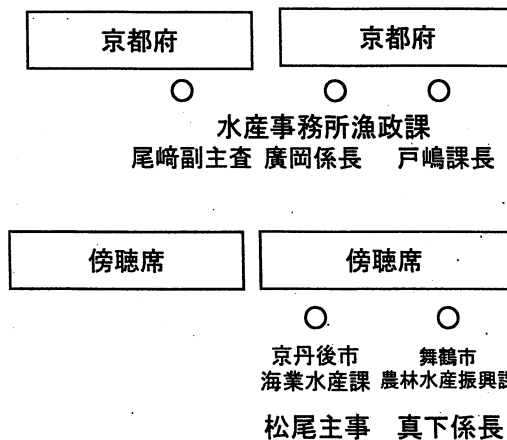 京都府 京都府
水産事務所漁政課
尾﨑副主査 廣岡係長 戸嶋課長
傍聴席 傍聴席
京丹後市 舞鶴市
海業水産課 農林水産振興課
松尾主事 真下係長